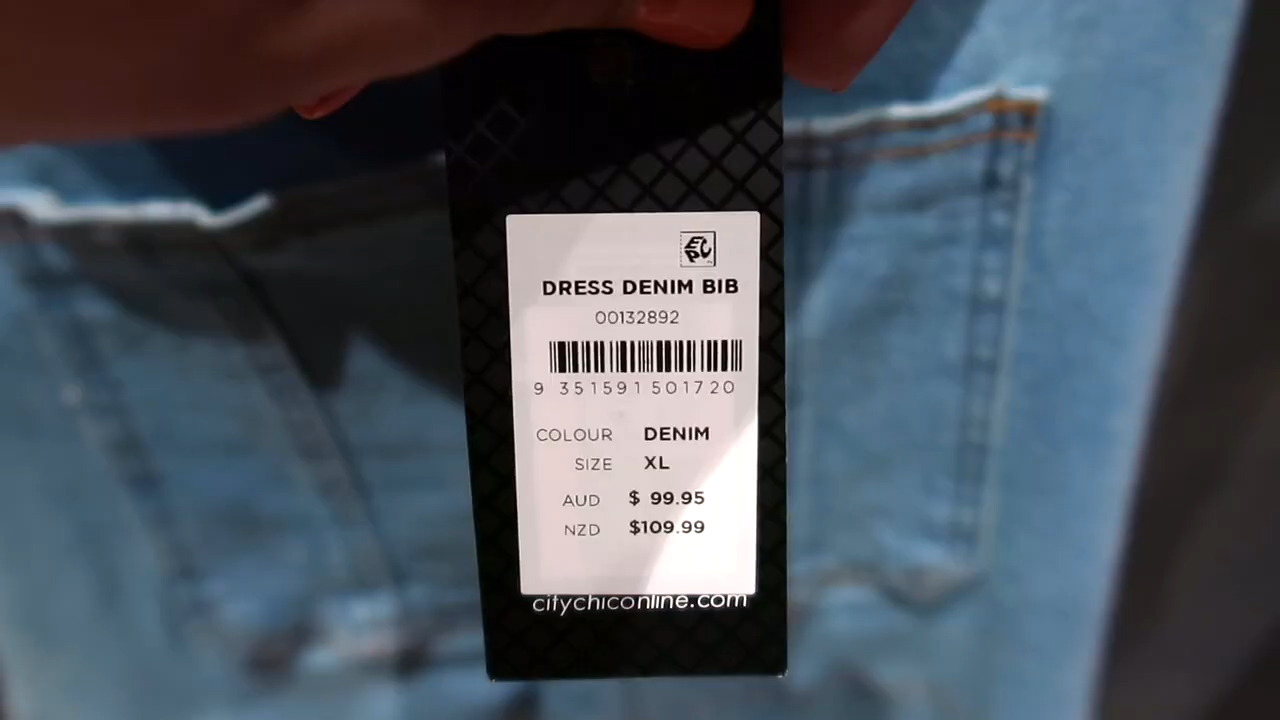 EPC
DRESS DENIM BIB
00132892
9 351591 501720
COLOUR DENIM
SIZE XL
AUD $ 99.95
NZD $109.99
citychiconline.com